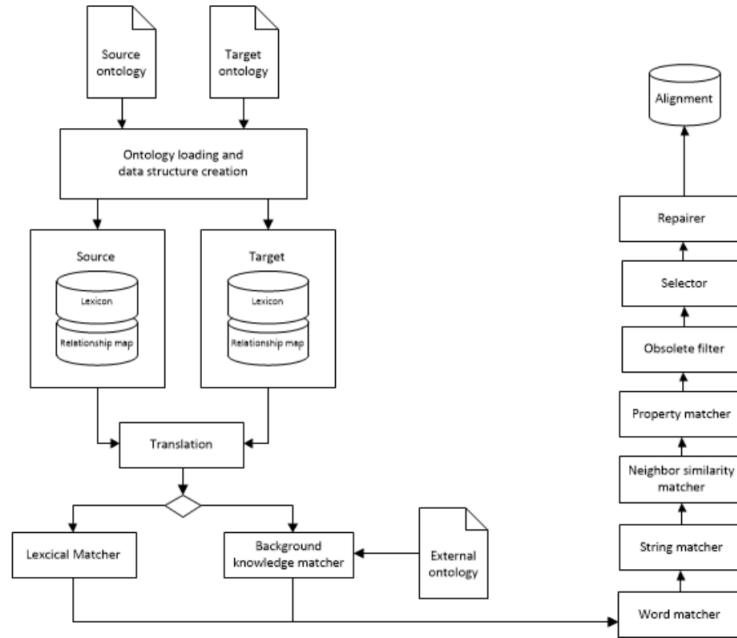 Source
ontology
Target
ontology
Ontology loading and
data structure creation
Source
Lexicon
Relationship map
Target
Lexicon
Relationship map
Translation
Lexcical Matcher
Background
knowledge matcher
External
ontology
Alignment
Repairer
Selector
Obsolete filter
Property matcher
Neighbor similarity
matcher
String matcher
Word matcher